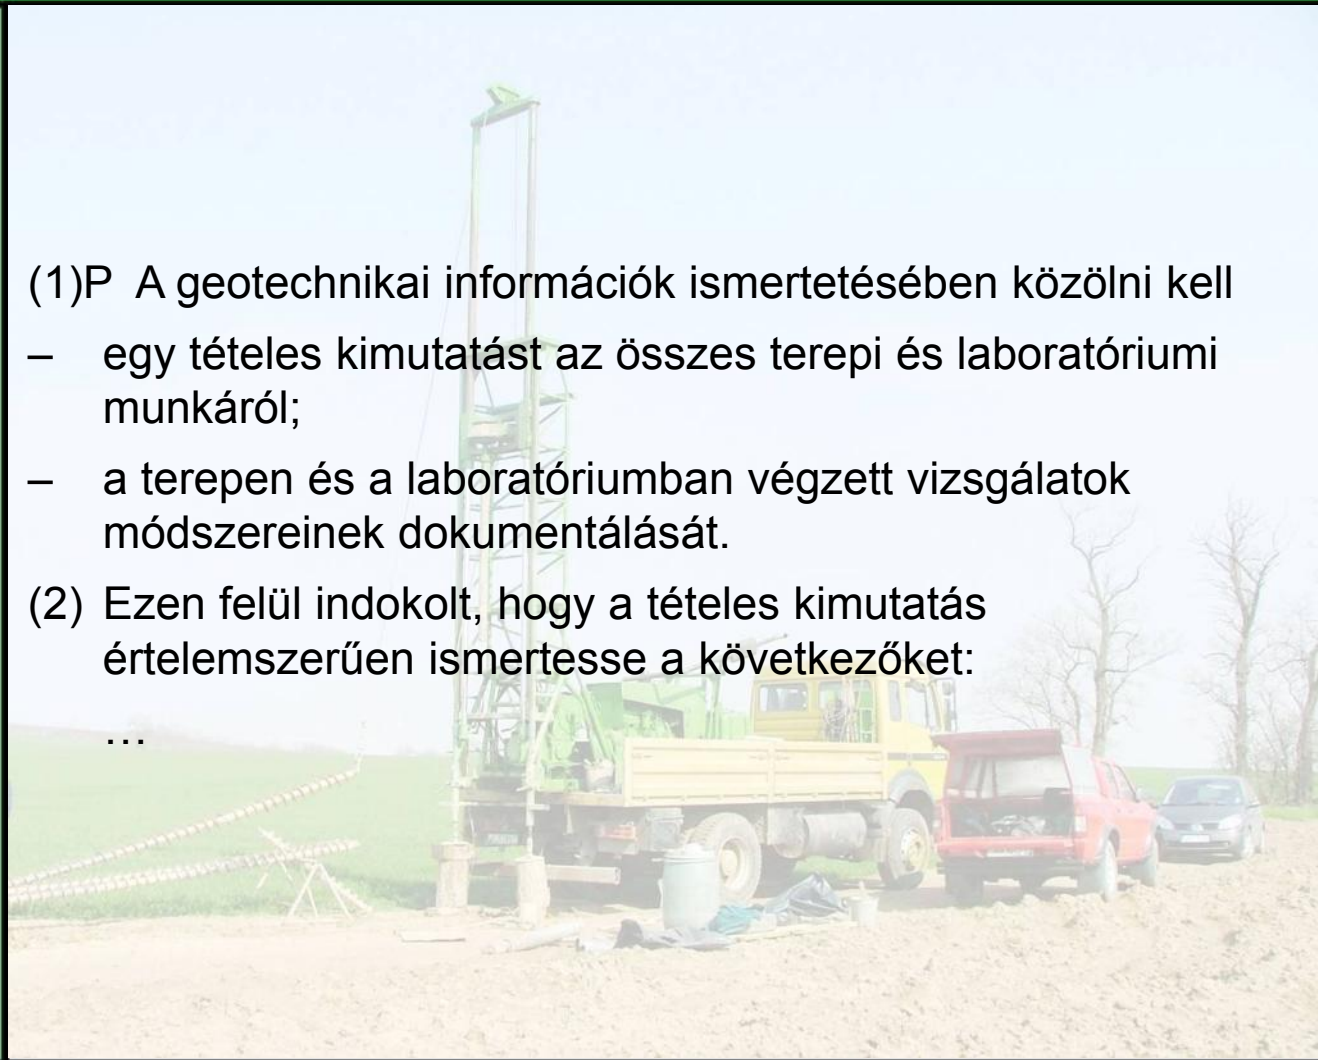 (1)P A geotechnikai információk ismertetésében közölni kell
– egy tételes kimutatást az összes terepi és laboratóriumi
munkáról;
– a terepen és a laboratóriumban végzett vizsgálatok
módszereinek dokumentálását.
(2) Ezen felül indokolt, hogy a tételes kimutatás
értelemszerűen ismertesse a következőket:
…